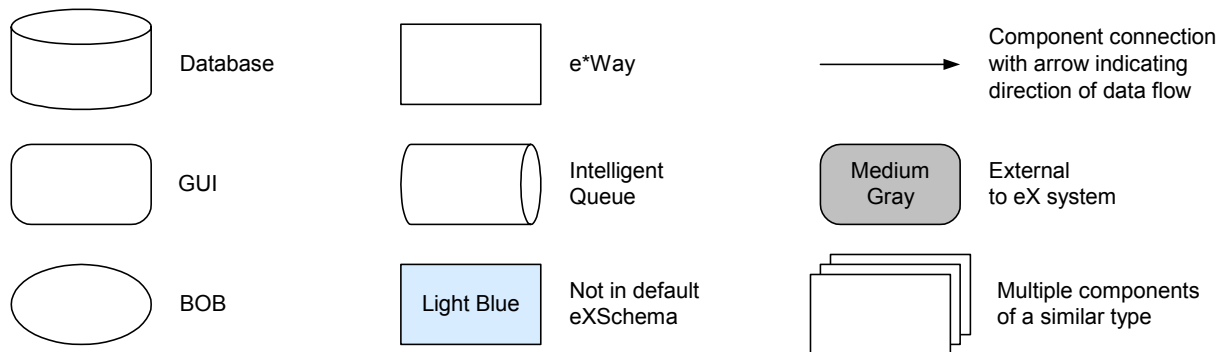 Database
e*Way
Component connection
with arrow indicating
direction of data flow
GUI
Intelligent
Queue
Medium
Gray
External
to eX system
BOB
Light Blue
Not in default
eXSchema
Multiple components
of a similar type